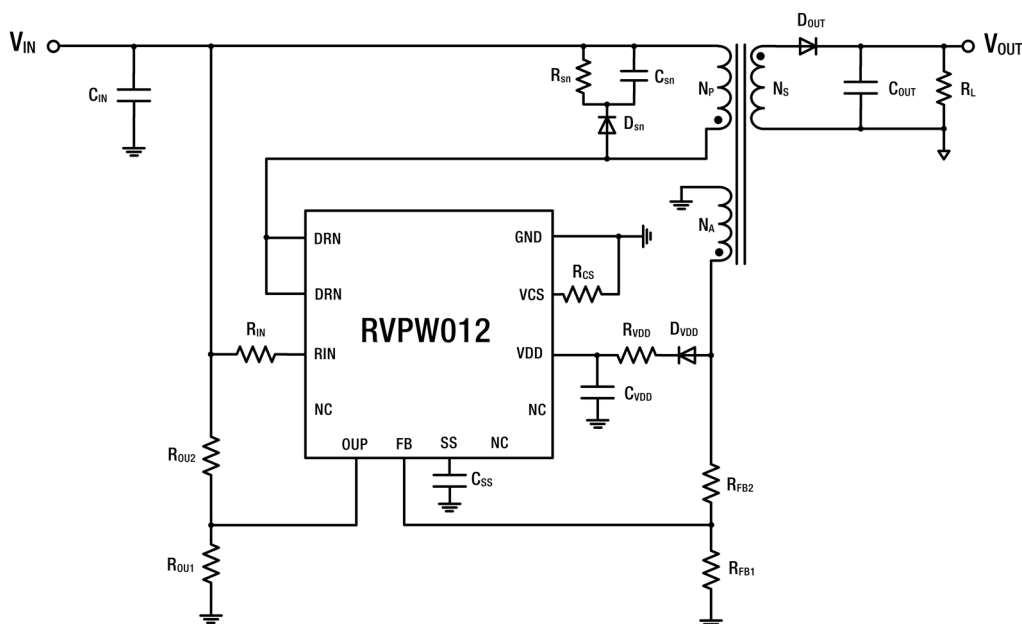 VIN
CIN
Rsn
Csn
Dsn
NP
NS
DOUT
COUT
RL
VOUT
NA
DRN
GND
DRN
VCS
RCS
RVPW012
RIN
RIN
VDD
RVDD
DVDD
CVDD
NC
NC
OUP
FB
SS
NC
CSS
ROU2
ROU1
RFB2
RFB1